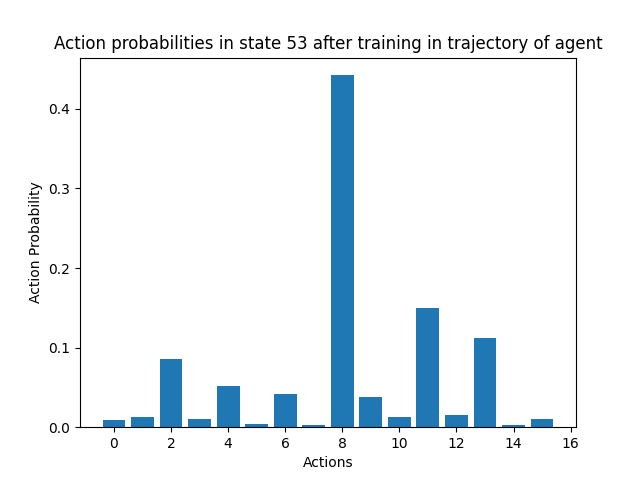 Action probabilities in state 53 after training in trajectory of agent
0.4
0.3
0.2
0.1
0.0
Action Probability
0 2 4 6 8 10 12 14 16
Actions